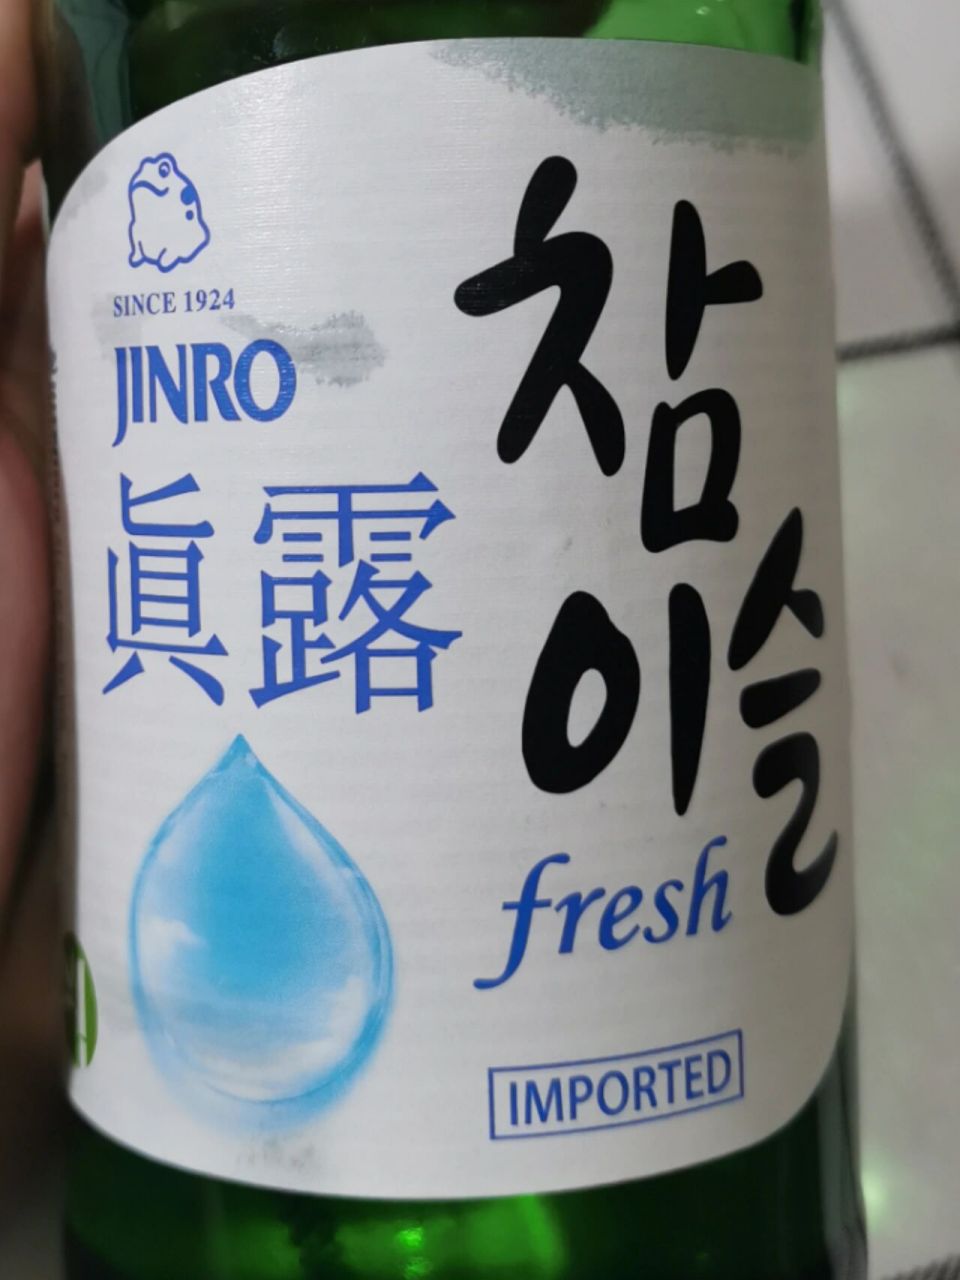 SINCE 1924
JINRO
眞露
참
이슬
fresh
IMPORTED